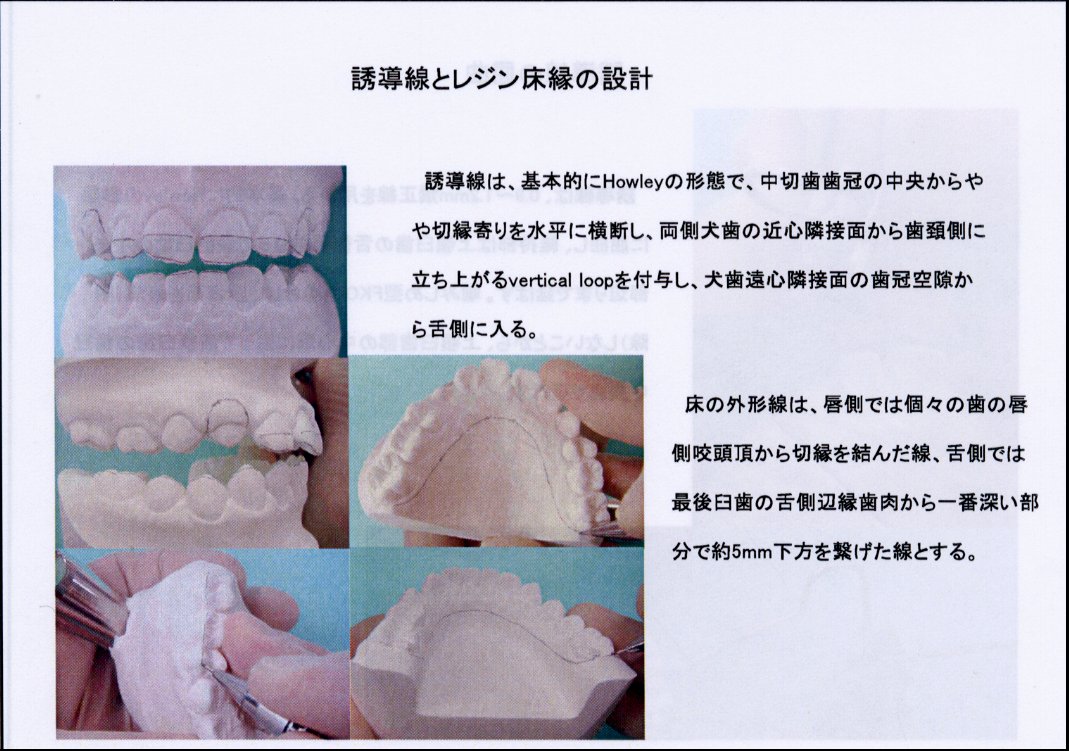 誘導線とレジン床縁の設計
誘導線は、基本的にHowleyの形態で、中切歯歯冠の中央からや
や切縁寄りを水平に横断し、両側犬歯の近心隣接面から歯頚側に
立ち上がるvertical loopを付与し、犬歯遠心隣接面の歯冠空隙か
ら舌側に入る。
床の外形線は、唇側では個々の歯の唇
側咬頭頂から切縁を結んだ線、舌側では
最後臼歯の舌側辺縁歯肉から一番深い部
分で約5mm下方を繋げた線とする。